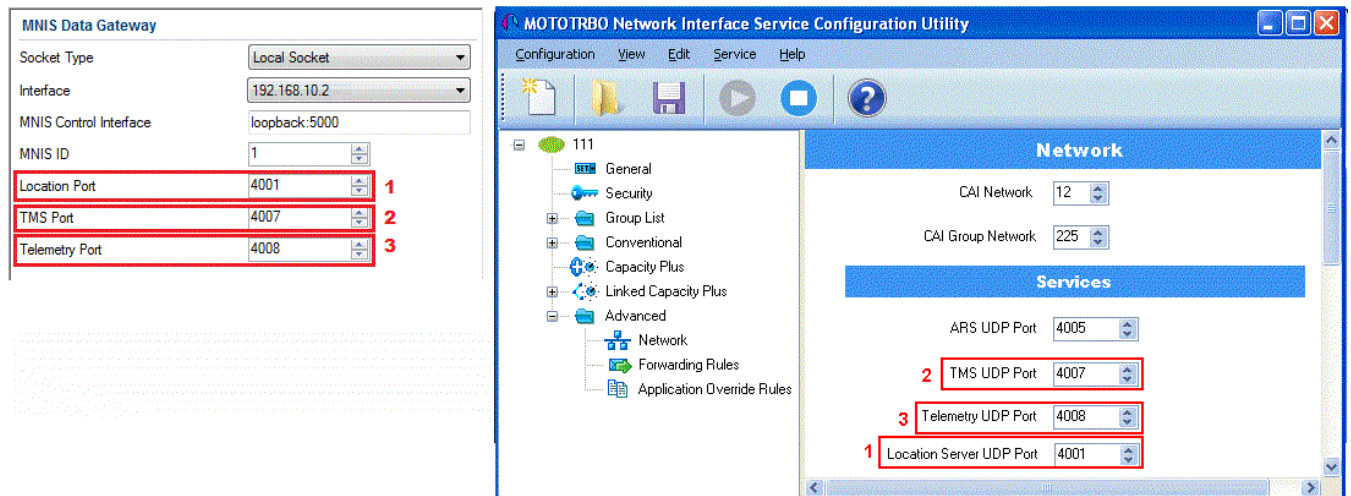 MNIS Data Gateway
Socket Type Local Socket
Interface 192.168.10.2
MNIS Control Interface loopback:5000
MNIS ID 1
Location Port 4001 1
TMS Port 4007 2
Telemetry Port 4008 3
MOTOTRBO Network Interface Service Configuration Utility
Configuration View Edit Service Help
111
SET
General
Security
Group List
Conventional
Capacity Plus
Linked Capacity Plus
Advanced
Network
Forwarding Rules
Application Override Rules
Network
CAI Network 12
CAI Group Network 225
Services
ARS UDP Port 4005
2 TMS UDP Port 4007
3 Telemetry UDP Port 4008
1 Location Server UDP Port 4001